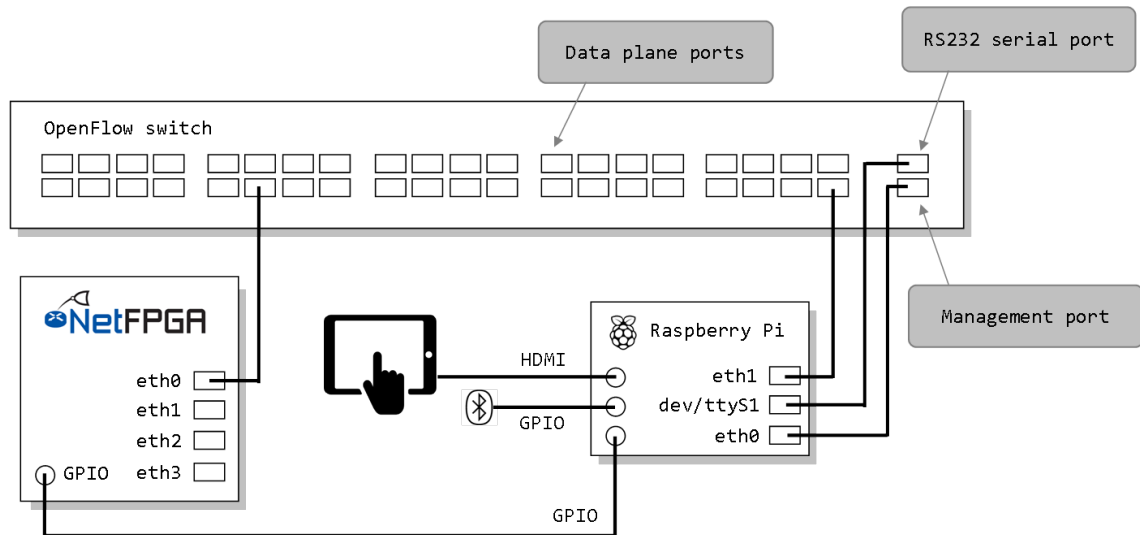 Data plane ports
RS232 serial port
OpenFlow switch
NetFPGA
eth0
eth1
eth2
eth3
GPIO
HDMI
GPIO
GPIO
Raspberry Pi
eth1
dev/ttyS1
eth0
Management port